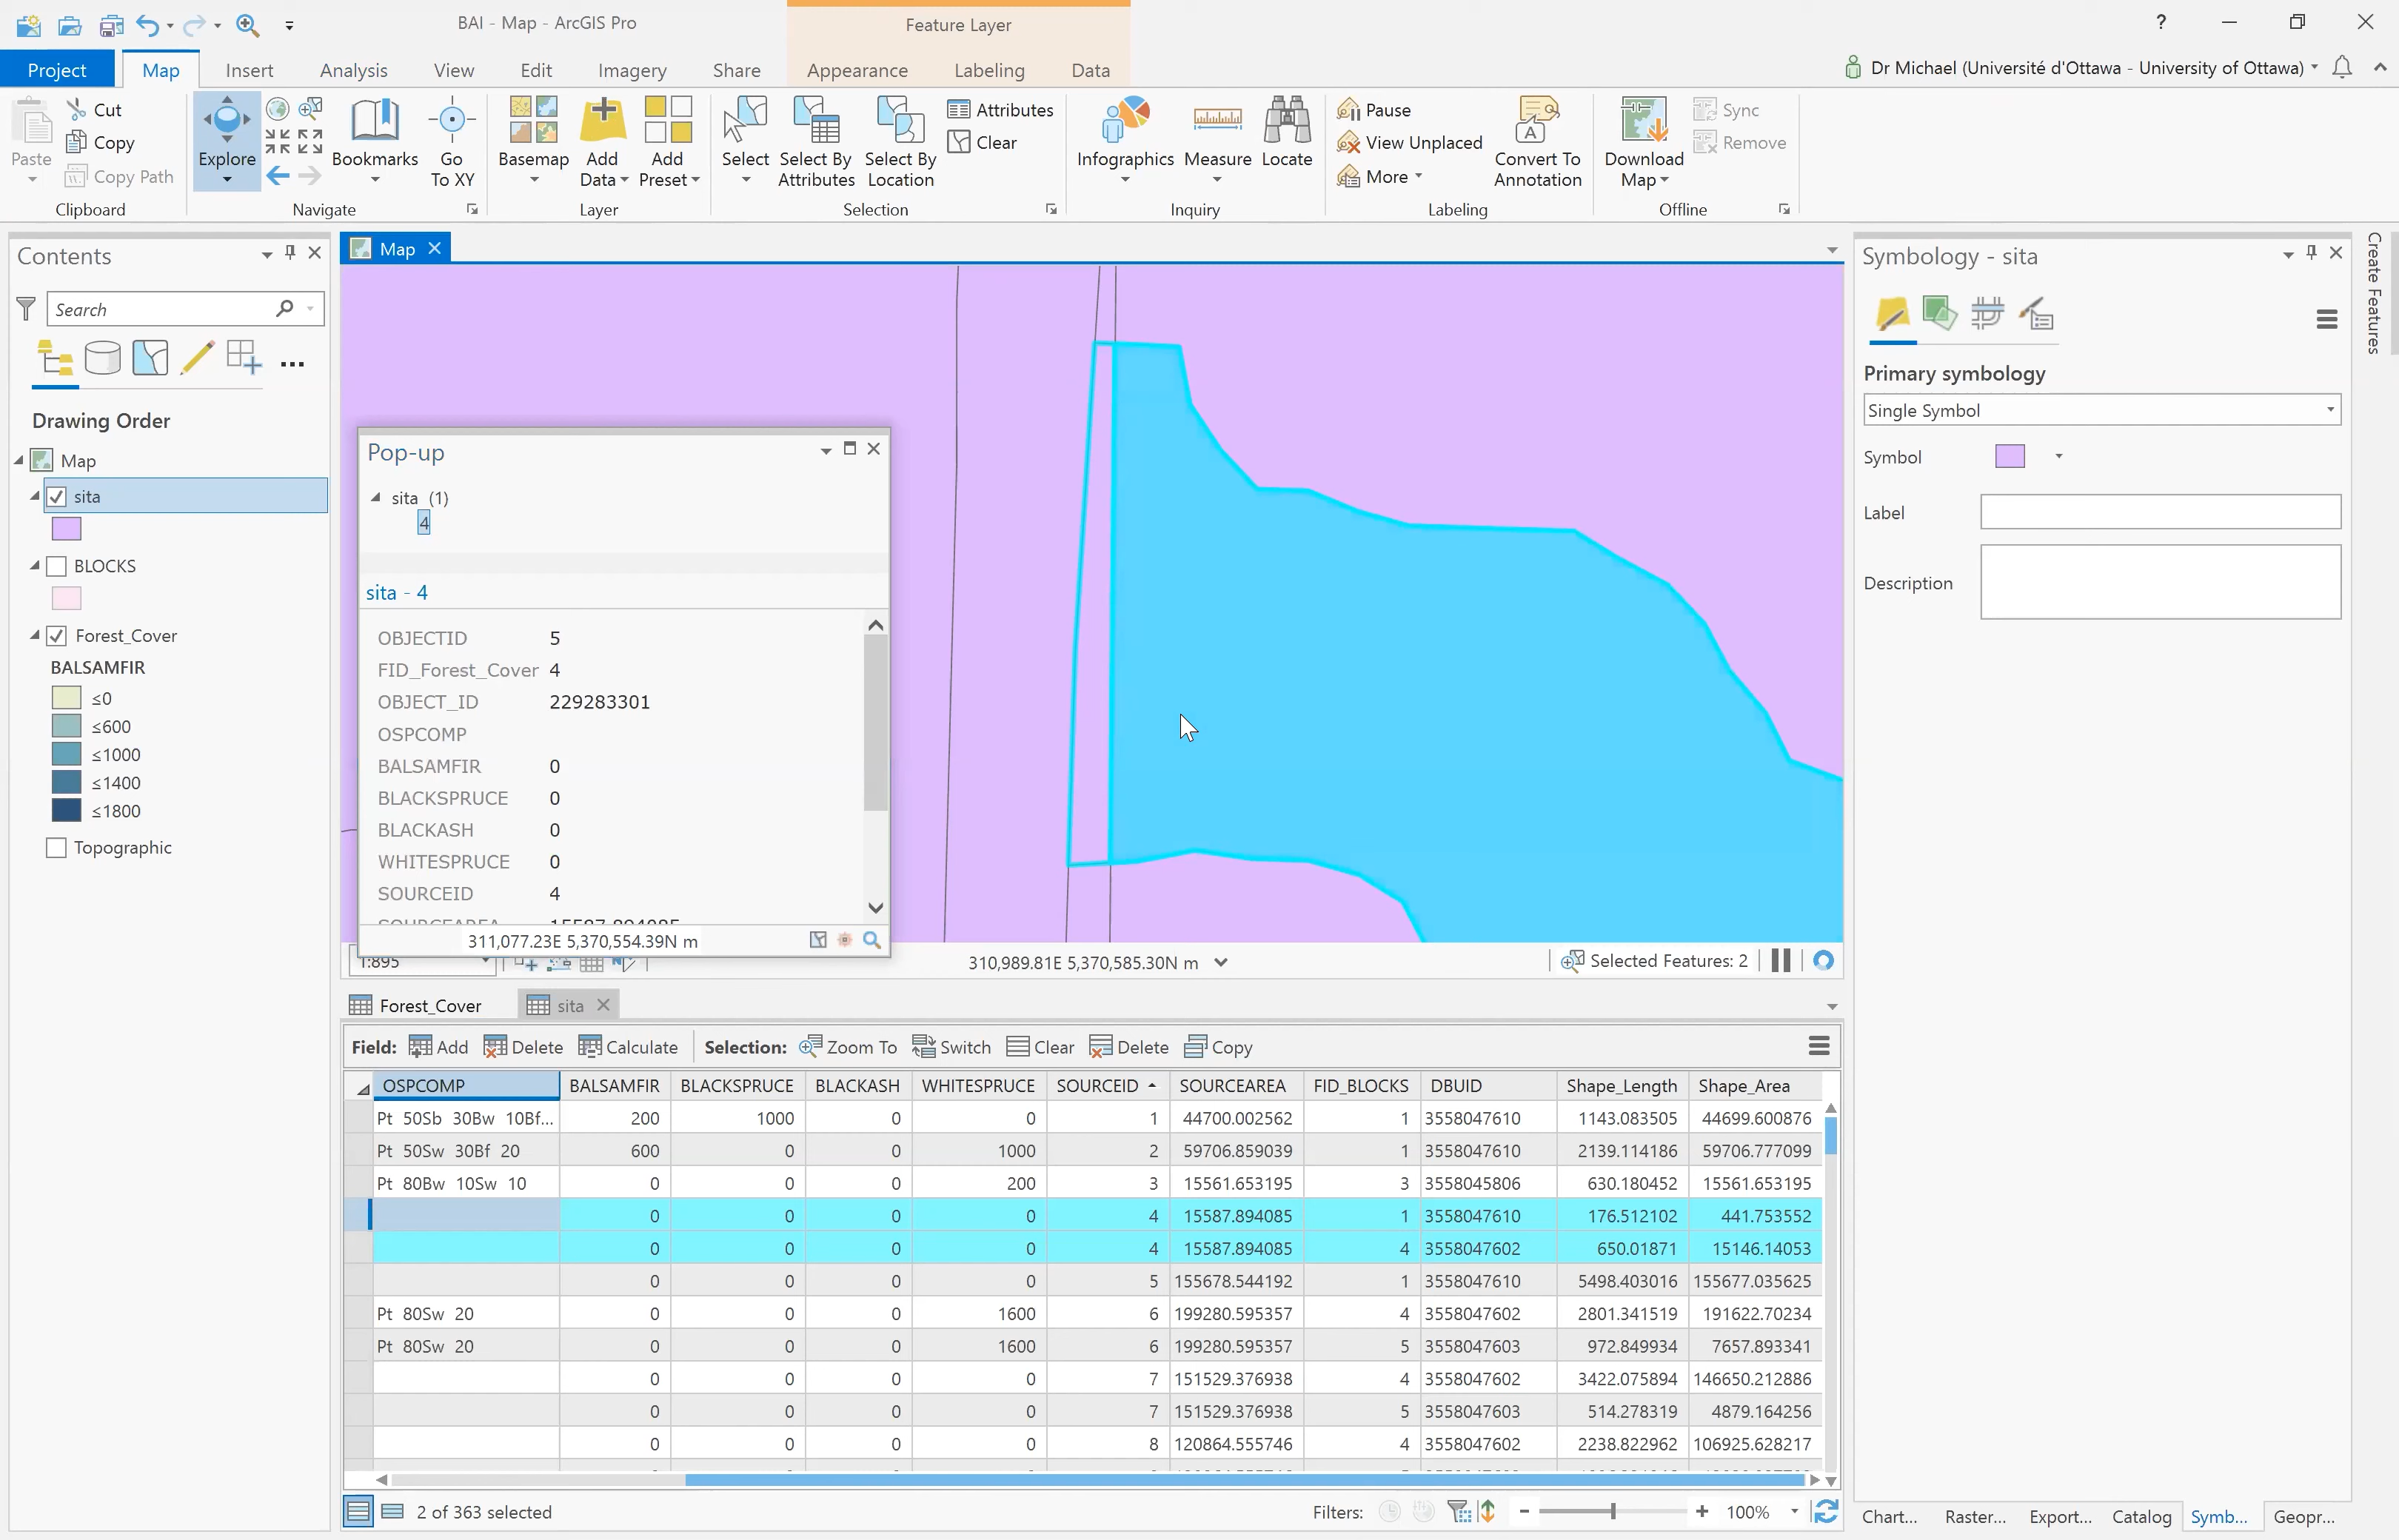 BAI - Map - ArcGIS Pro
Feature Layer
?
Project Map Insert Analysis View Edit Imagery Share Appearance Labeling Data
Dr Michael (Université d'Ottawa - University of Ottawa)
Paste
Cut
Copy
Copy Path
Clipboard
Explore
Bookmarks
Go To XY
Navigate
Basemap
Add Data
Add Preset
Layer
Select
Select By Attributes
Select By Location
Attributes
Clear
Selection
Infographics
Measure
Locate
Inquiry
Pause
View Unplaced
More
Convert To Annotation
A
Labeling
Download Map
Sync
Remove
Offline
Contents
Search
Drawing Order
Map
sita
BLOCKS
Forest_Cover
BALSAMFIR
≤0
≤600
≤1000
≤1400
≤1800
Topographic
Map
Pop-up
sita (1)
4
sita - 4
OBJECTID 5
FID_Forest_Cover 4
OBJECT_ID 229283301
OSPCOMP
BALSAMFIR 0
BLACKSPRUCE 0
BLACKASH 0
WHITESPRUCE 0
SOURCEID 4
SOURCEAREA 15587.894085
311,077.23E 5,370,554.39N m
1:895
310,989.81E 5,370,585.30N m
Selected Features: 2
Forest_Cover sita
Field: Add Delete Calculate Selection: Zoom To Switch Clear Delete Copy
OSPCOMP BALSAMFIR BLACKSPRUCE BLACKASH WHITESPRUCE SOURCEID SOURCEAREA FID_BLOCKS DBUID Shape_Length Shape_Area
Pt 50Sb 30Bw 10Bf... 200 1000 0 0 1 44700.002562 1 3558047610 1143.083505 44699.600876
Pt 50Sw 30Bf 20 600 0 0 1000 2 59706.859039 1 3558047610 2139.114186 59706.777099
Pt 80Bw 10Sw 10 0 0 0 200 3 15561.653195 3 3558045806 630.180452 15561.653195
0 0 0 0 4 15587.894085 1 3558047610 176.512102 441.753552
0 0 0 0 4 15587.894085 4 3558047602 650.01871 15146.14053
0 0 0 0 5 155678.544192 1 3558047610 5498.403016 155677.035625
Pt 80Sw 20 0 0 0 1600 6 199280.595357 4 3558047602 2801.341519 191622.70234
Pt 80Sw 20 0 0 0 1600 6 199280.595357 5 3558047603 972.849934 7657.893341
0 0 0 0 7 151529.376938 4 3558047602 3422.075894 146650.212886
0 0 0 0 7 151529.376938 5 3558047603 514.278319 4879.164256
0 0 0 0 8 120864.555746 4 3558047602 2238.822962 106925.628217
2 of 363 selected
Filters:
- + 100%
Symbology - sita
Primary symbology
Single Symbol
Symbol
Label
Description
Create Features
Chart... Raster... Export... Catalog Symb... Geopr...